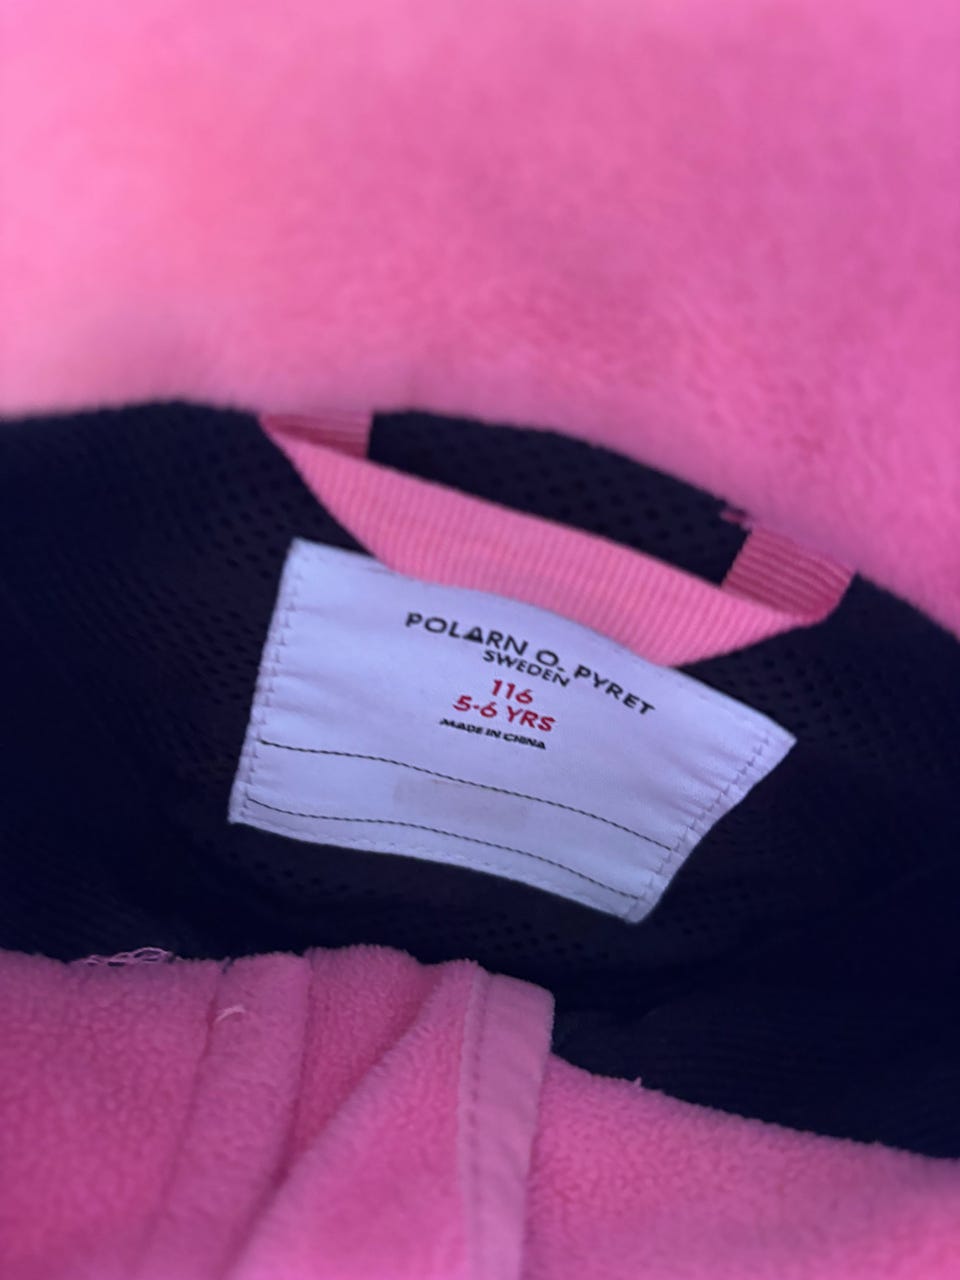 POLARN O. PYRET
SWEDEN
116
5-6 YRS
MADE IN CHINA